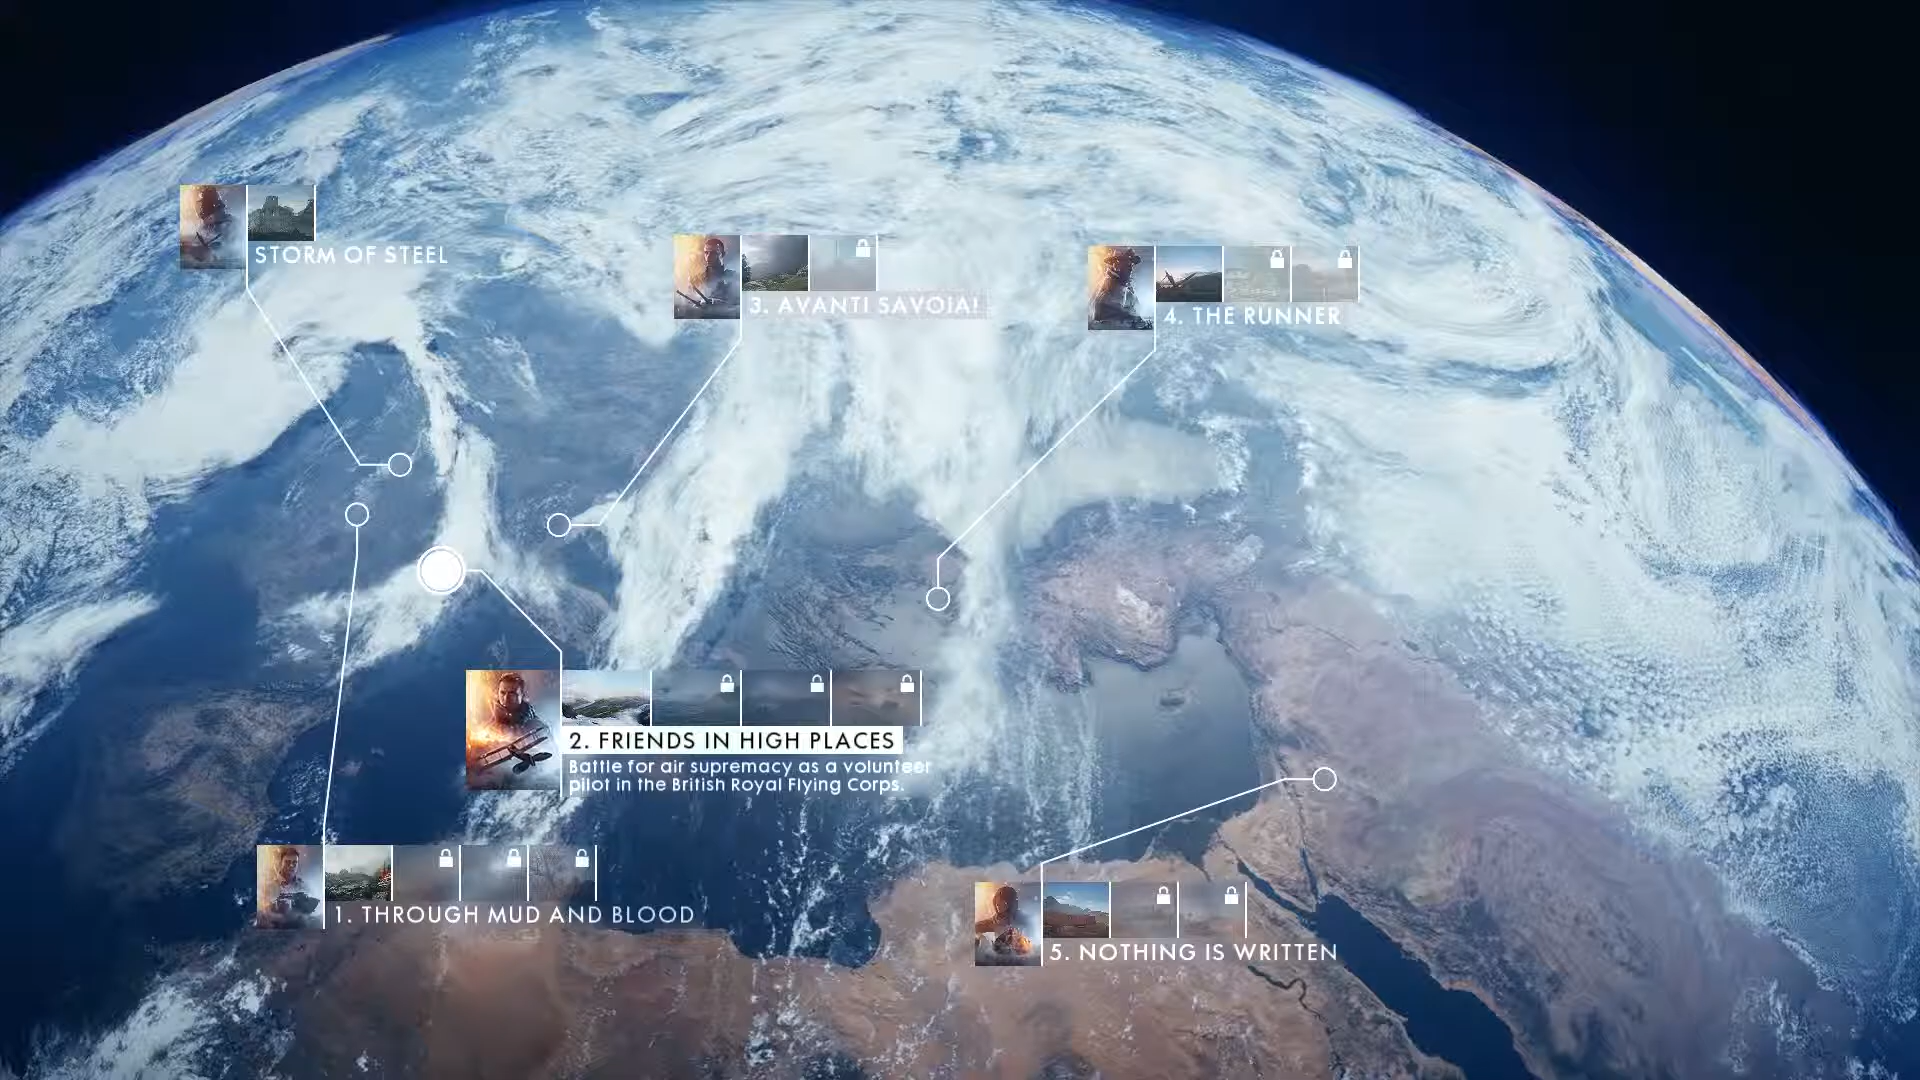 STORM OF STEEL
3. AVANTI SAVOIA!
4. THE RUNNER
2. FRIENDS IN HIGH PLACES
Battle for air supremacy as a volunteer
pilot in the British Royal Flying Corps.
1. THROUGH MUD AND BLOOD
5. NOTHING IS WRITTEN